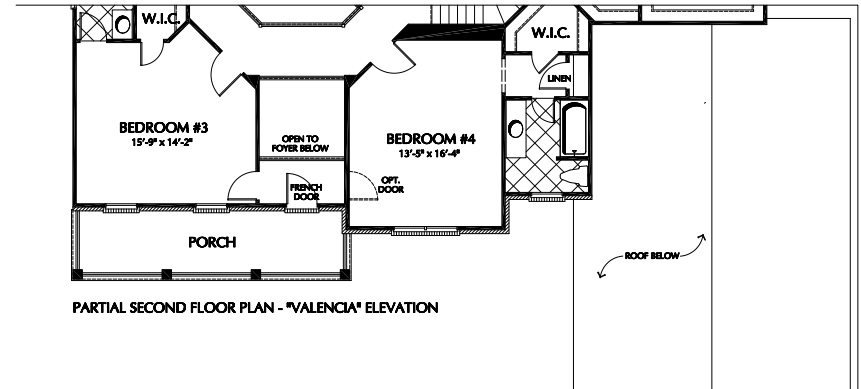 W.I.C.
W.I.C.
LINEN
BEDROOM #3
15'-9" x 14'-2"
OPEN TO
FOYER BELOW
BEDROOM #4
13'-5" x 16'-4"
FRENCH
DOOR
OPT.
DOOR
PORCH
ROOF BELOW
PARTIAL SECOND FLOOR PLAN - "VALENCIA" ELEVATION